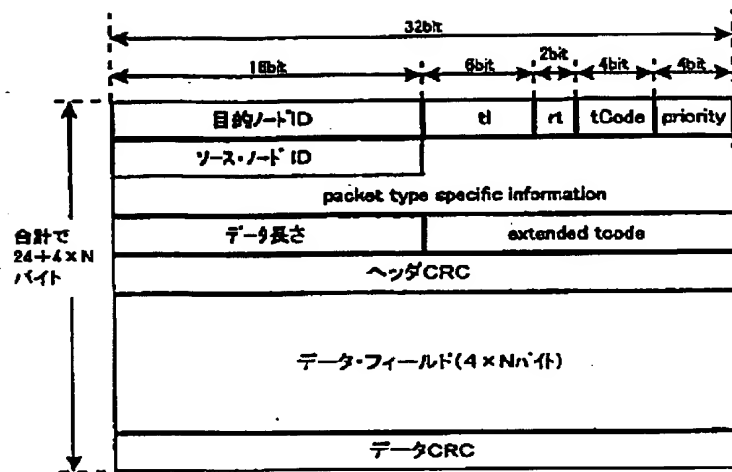 32bit
16bit 6bit 2bit 4bit 4bit
目的ノードID tl rt tCode priority
ソース・ノードID
packet type specific information
データ長さ extended tcode
合計で
24+4×N
バイト
ヘッダCRC
データ・フィールド(4×Nバイト)
データCRC